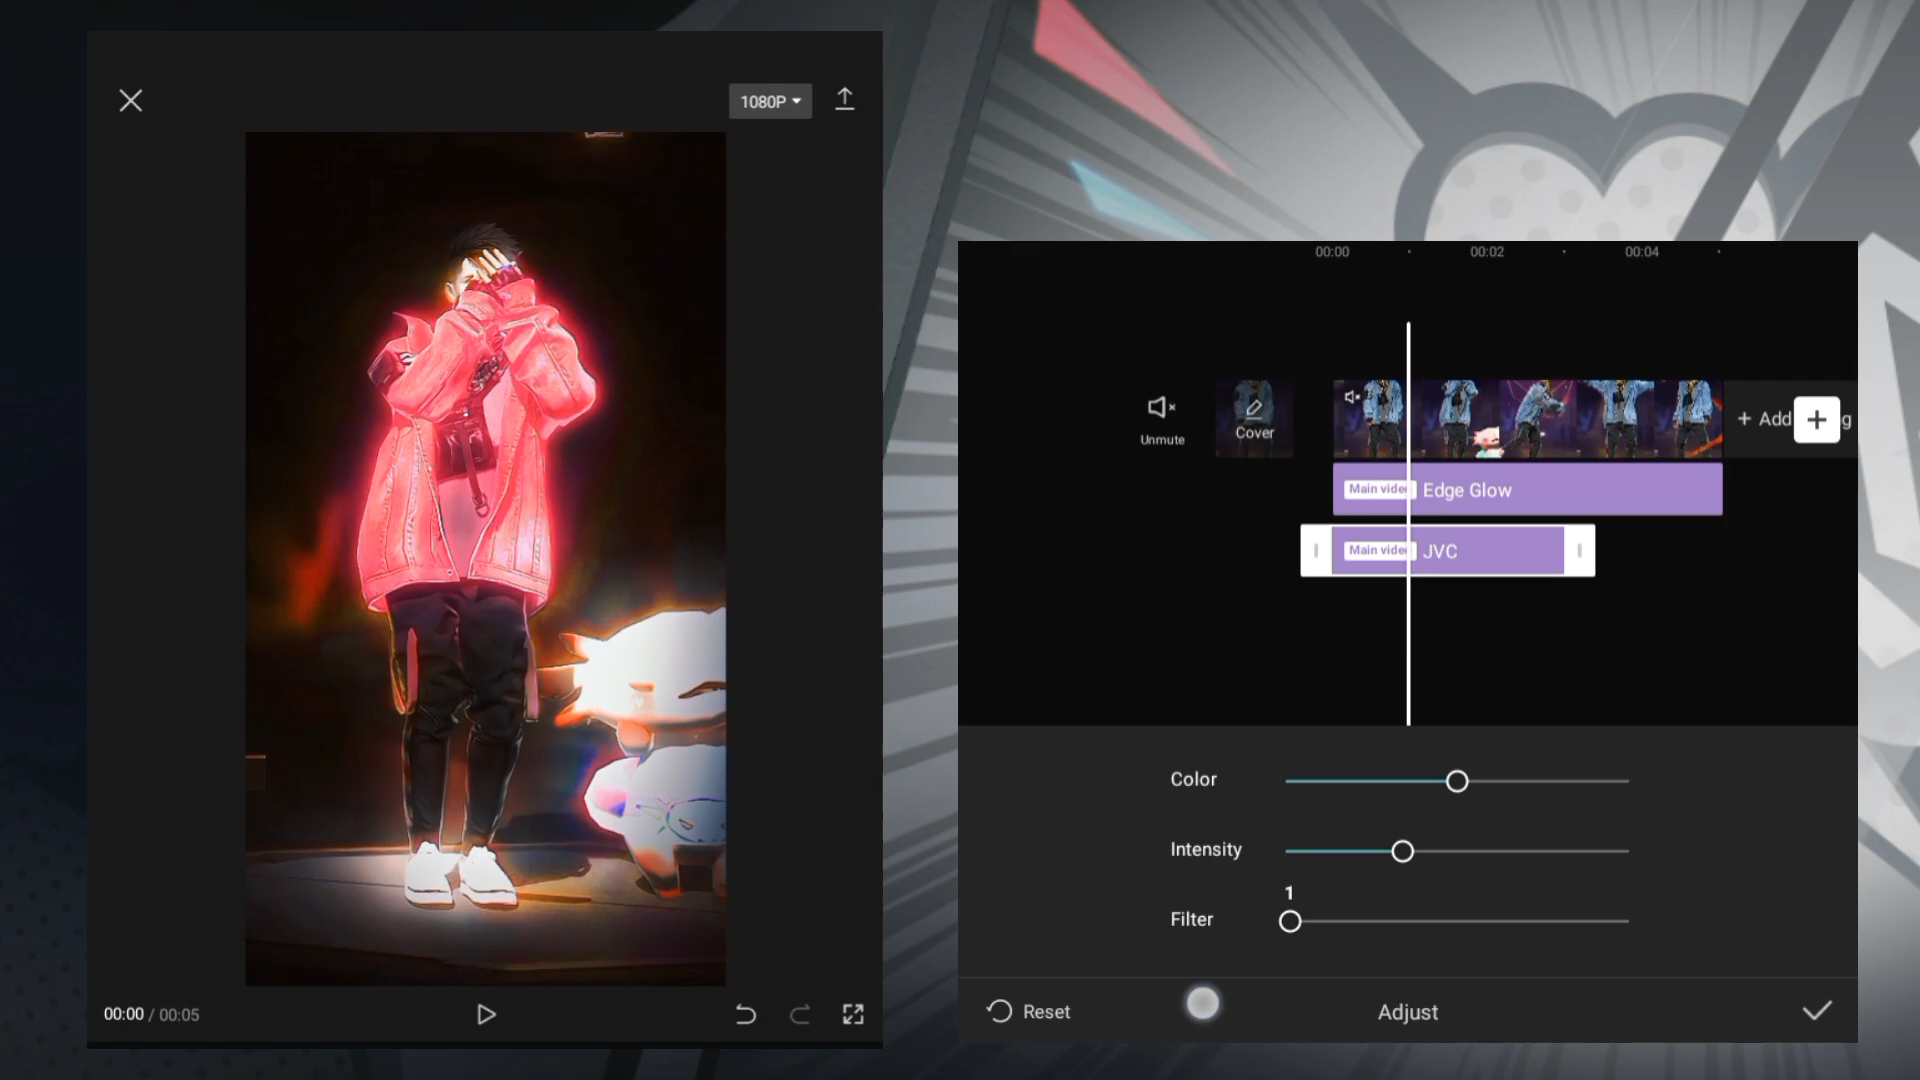 1080P
00:00 / 00:05
00:00
00:02
00:04
Unmute
Cover
+ Add
g
Main vide
Edge Glow
Main vide
JVC
Color
Intensity
1
Filter
Reset
Adjust